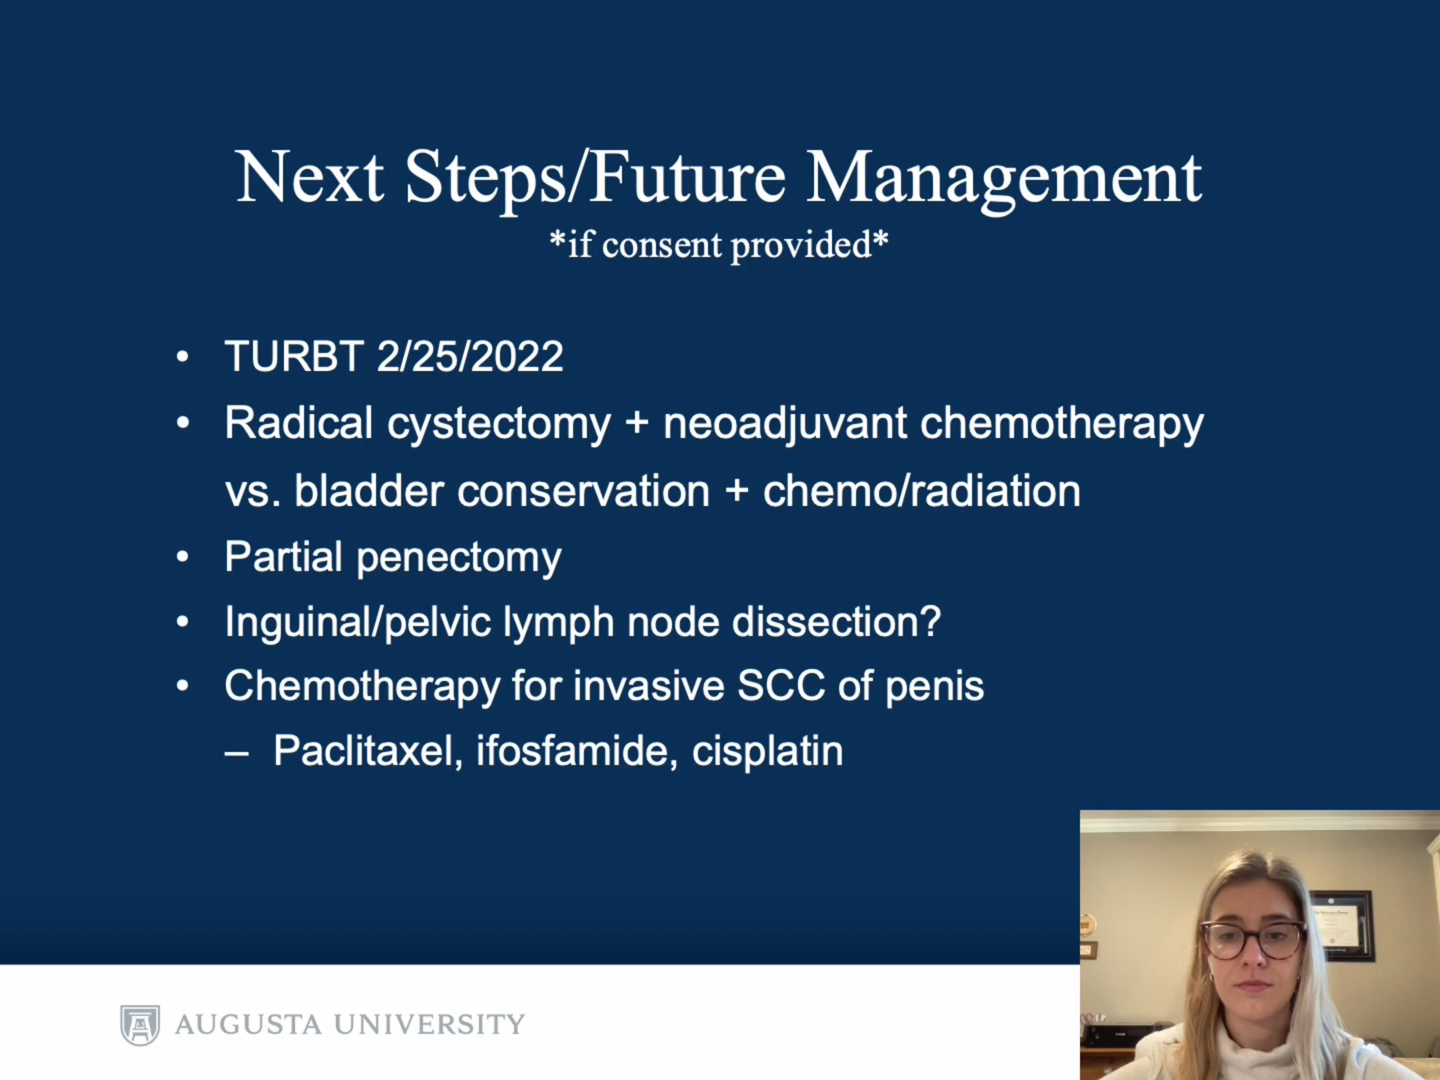 Next Steps/Future Management
*if consent provided*
• TURBT 2/25/2022
• Radical cystectomy + neoadjuvant chemotherapy
vs. bladder conservation + chemo/radiation
• Partial penectomy
• Inguinal/pelvic lymph node dissection?
• Chemotherapy for invasive SCC of penis
– Paclitaxel, ifosfamide, cisplatin
AUGUSTA UNIVERSITY